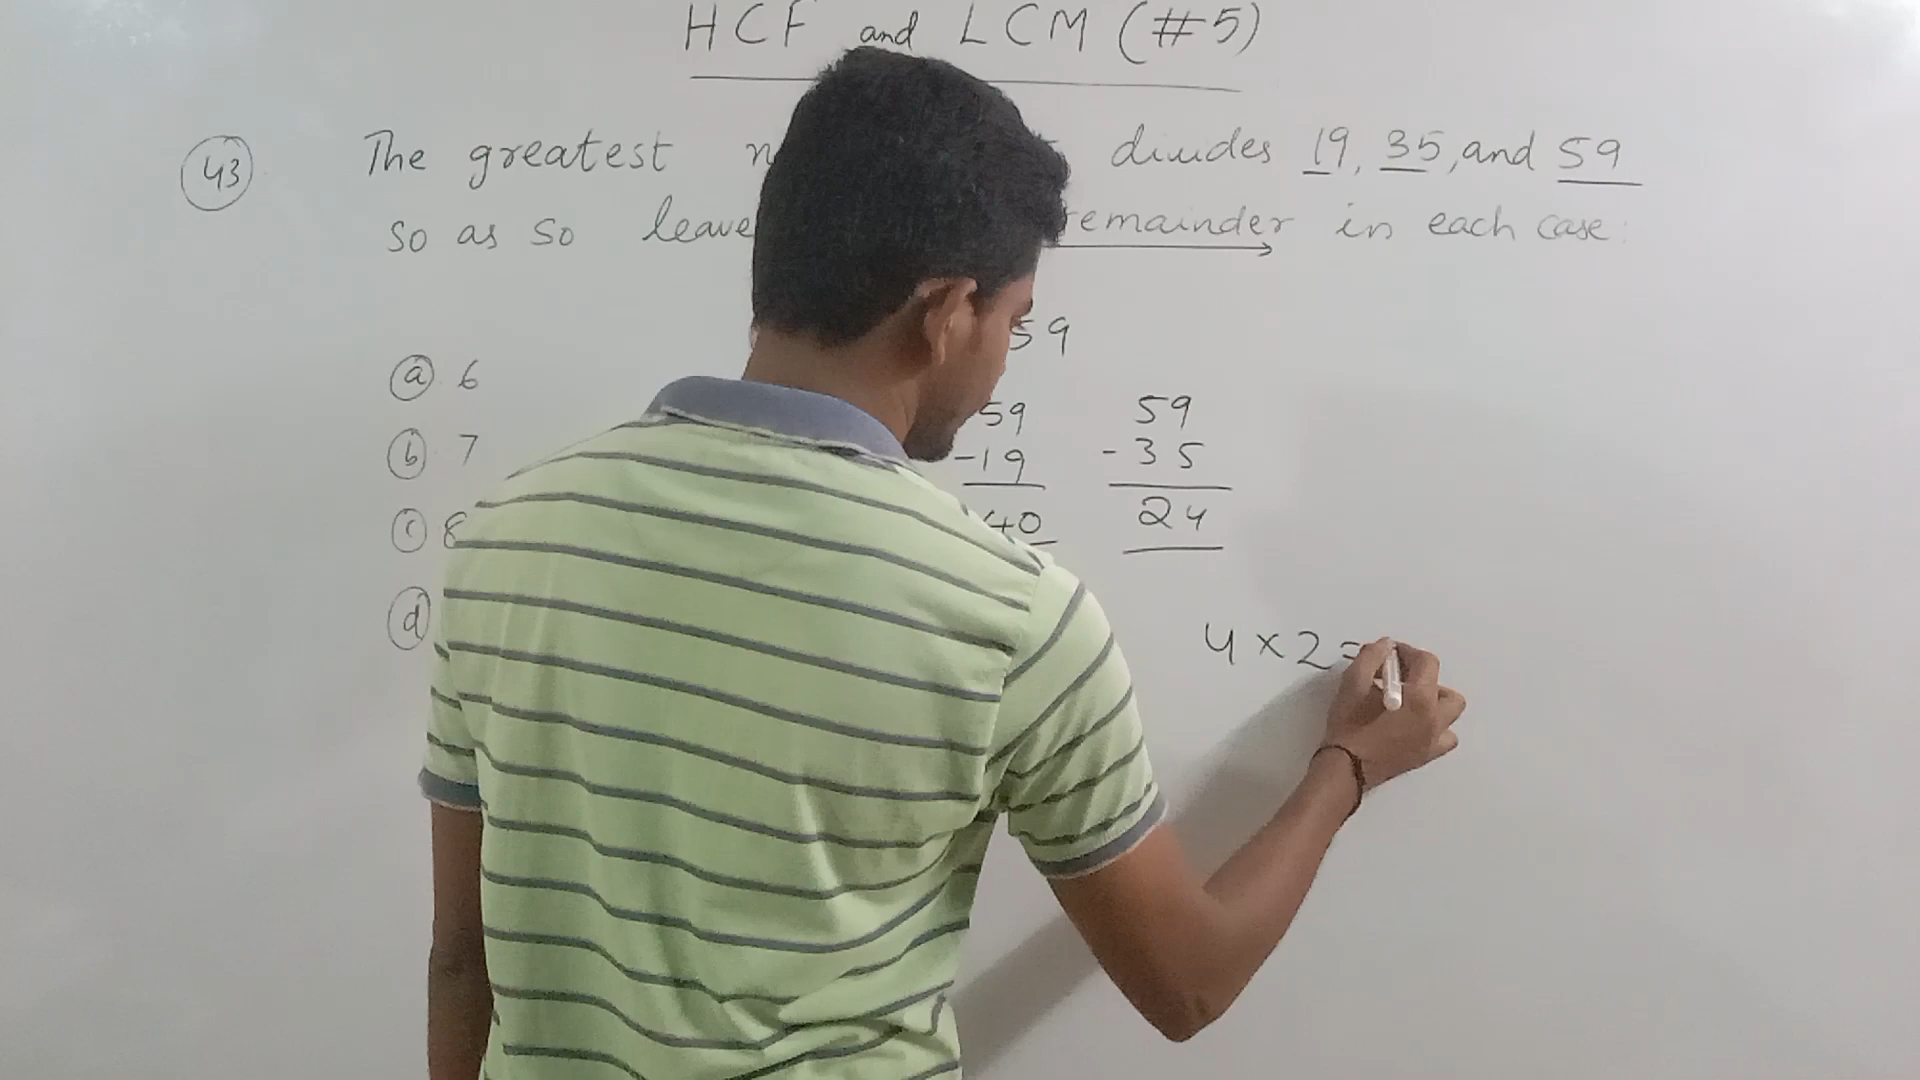 HCF and LCM (#5)
43 The greatest divides 19, 35, and 59
so as so leave remainder in each case:
59
a 6
59 59
b 7 -19 -35
c 8 40 24
d 4 × 2 =